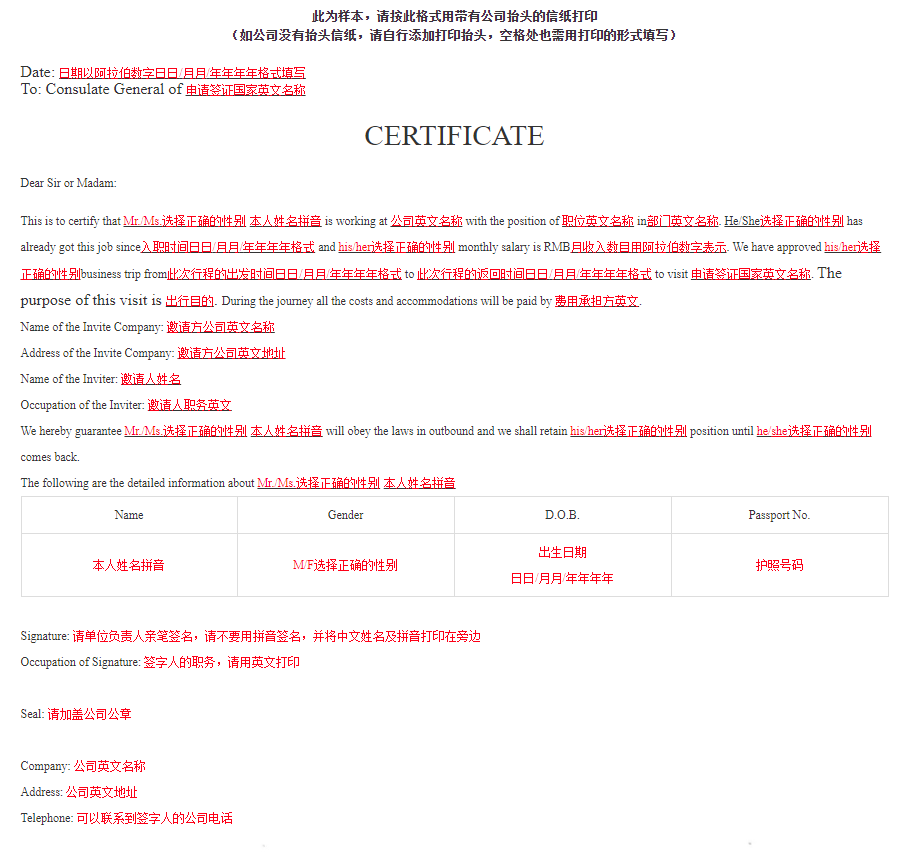 此为样本，请按此格式用带有公司抬头的信纸打印
（如公司没有抬头信纸，请自行添加打印抬头，空格处也需用打印的形式填写）
Date: 日期以阿拉伯数字日日/月月/年年年年格式填写
To: Consulate General of 申请签证国家英文名称
CERTIFICATE
Dear Sir or Madam:
This is to certify that Mr./Ms.选择正确的性别 本人姓名拼音 is working at 公司英文名称 with the position of 职位英文名称 in部门英文名称. He/She选择正确的性别 has
already got this job since入职时间日日/月月/年年年年格式 and his/her选择正确的性别 monthly salary is RMB月收入数目用阿拉伯数字表示. We have approved his/her选择
正确的性别business trip from此次行程的出发时间日日/月月/年年年年格式 to 此次行程的返回时间日日/月月/年年年年格式 to visit 申请签证国家英文名称. The
purpose of this visit is 出行目的. During the journey all the costs and accommodations will be paid by 费用承担方英文.
Name of the Invite Company: 邀请方公司英文名称
Address of the Invite Company: 邀请方公司英文地址
Name of the Inviter: 邀请人姓名
Occupation of the Inviter: 邀请人职务英文
We hereby guarantee Mr./Ms.选择正确的性别 本人姓名拼音 will obey the laws in outbound and we shall retain his/her选择正确的性别 position until he/she选择正确的性别
comes back.
The following are the detailed information about Mr./Ms.选择正确的性别 本人姓名拼音
Name Gender D.O.B. Passport No.
本人姓名拼音 M/F选择正确的性别 出生日期 护照号码
日日/月月/年年年年
Signature: 请单位负责人亲笔签名，请不要用拼音签名，并将中文姓名及拼音打印在旁边
Occupation of Signature: 签字人的职务，请用英文打印
Seal: 请加盖公司公章
Company: 公司英文名称
Address: 公司英文地址
Telephone: 可以联系到签字人的公司电话